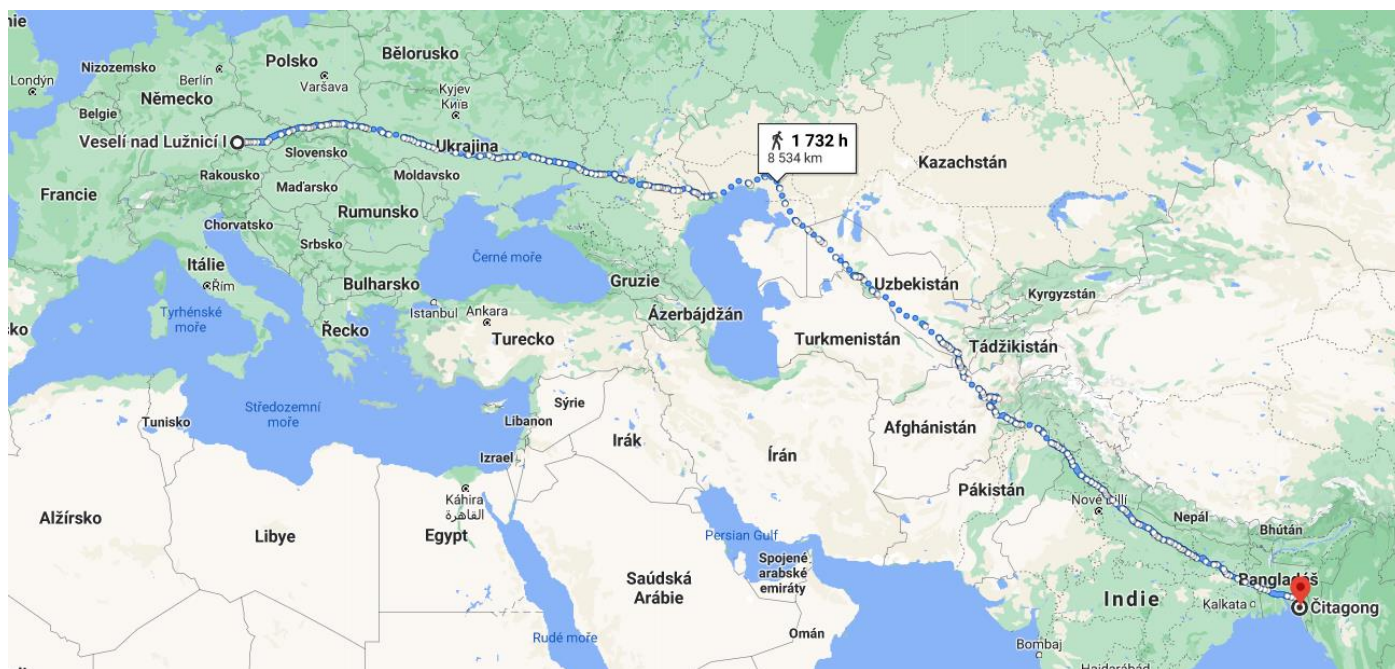 nie
Bělorusko
Polsko
Nizozemsko
Berlín
Londýn
Varšava
Německo
Kyjev
Київ
Belgie
Veselí nad Lužnicí I
Ukrajina
1 732 h
8 534 km
Slovensko
Kazachstán
Rakousko
Moldavsko
Maďarsko
Francie
Rumunsko
Chorvatsko
Srbsko
Černé moře
Itálie
Řím
Bulharsko
Gruzie
Uzbekistán
Kyrgyzstán
Tyrhénské
moře
Istanbul
Ankara
Ázerbájdžán
sko
Řecko
Turecko
Turkmenistán
Tádžikistán
Středozemní
moře
Sýrie
Tunisko
Libanon
Afghánistán
Irák
Írán
Izrael
Pákistán
Káhira
القاهرة
Nové Dillí
Alžírsko
Libye
Egypt
Persian Gulf
Nepál
Bhútán
Spojené
arabské
emiráty
Saúdská
Arábie
Bangladéš
Indie
Kalkata
Čitagong
Rudé moře
Omán
Bombaj
Hajdarábád